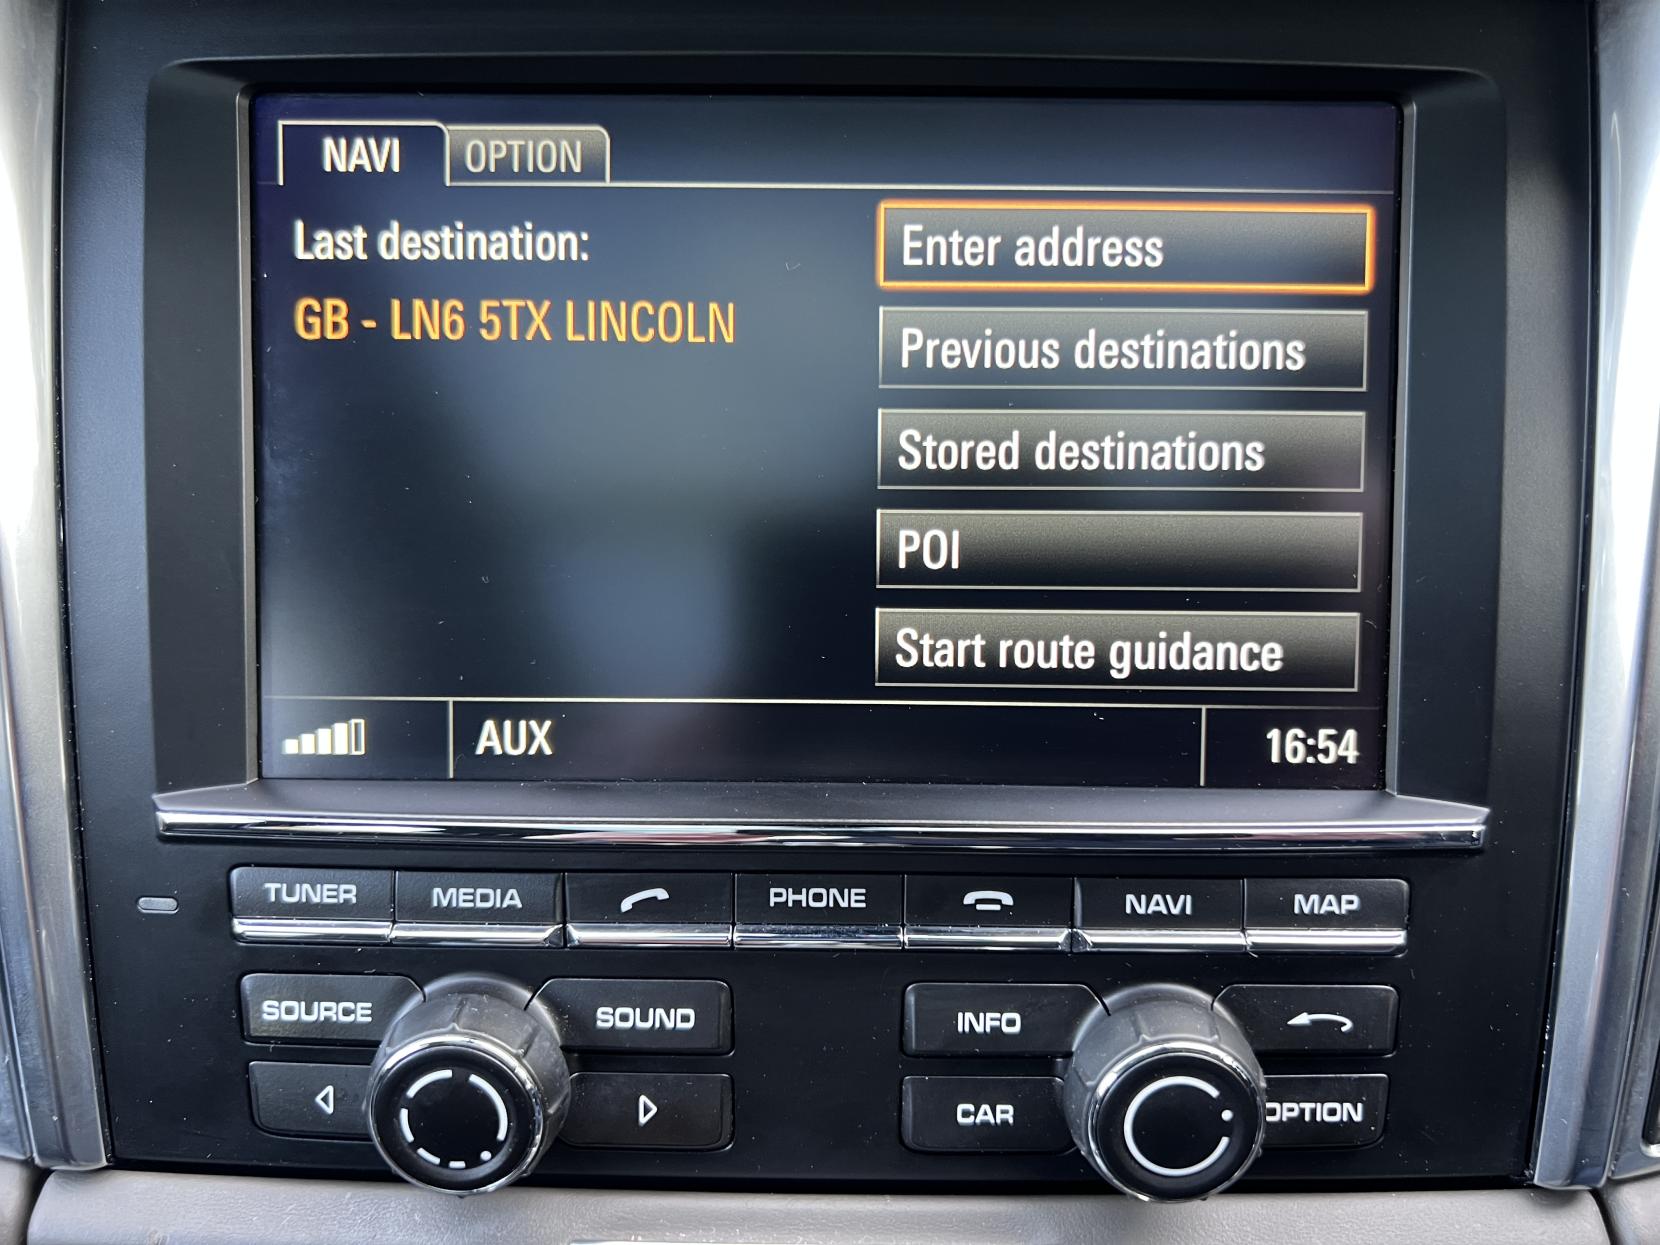 NAVI OPTION
Last destination:
GB - LN6 5TX LINCOLN
Enter address
Previous destinations
Stored destinations
POI
Start route guidance
AUX
16:54
TUNER MEDIA PHONE NAVI MAP
SOURCE SOUND INFO
CAR OPTION